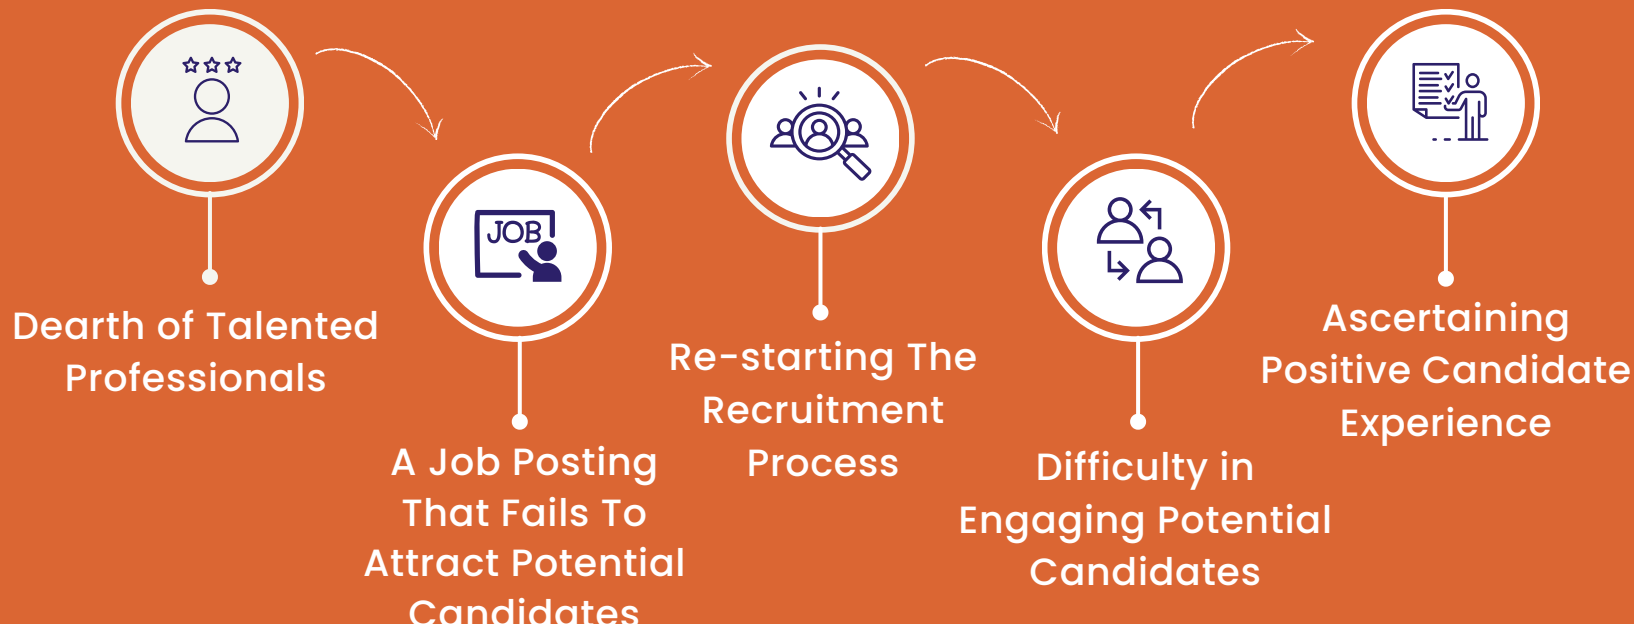 Dearth of Talented
Professionals
JOB
A Job Posting
That Fails To
Attract Potential
Candidates
Re-starting The
Recruitment
Process
Difficulty in
Engaging Potential
Candidates
Ascertaining
Positive Candidate
Experience